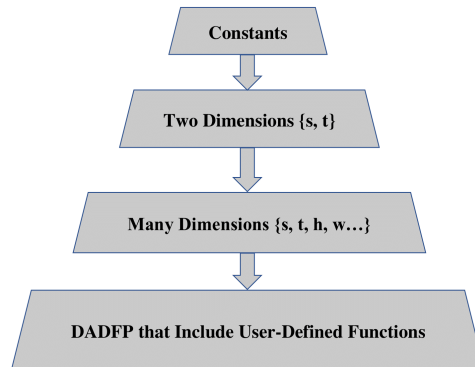 Constants
Two Dimensions {s, t}
Many Dimensions {s, t, h, w…}
DADFP that Include User-Defined Functions